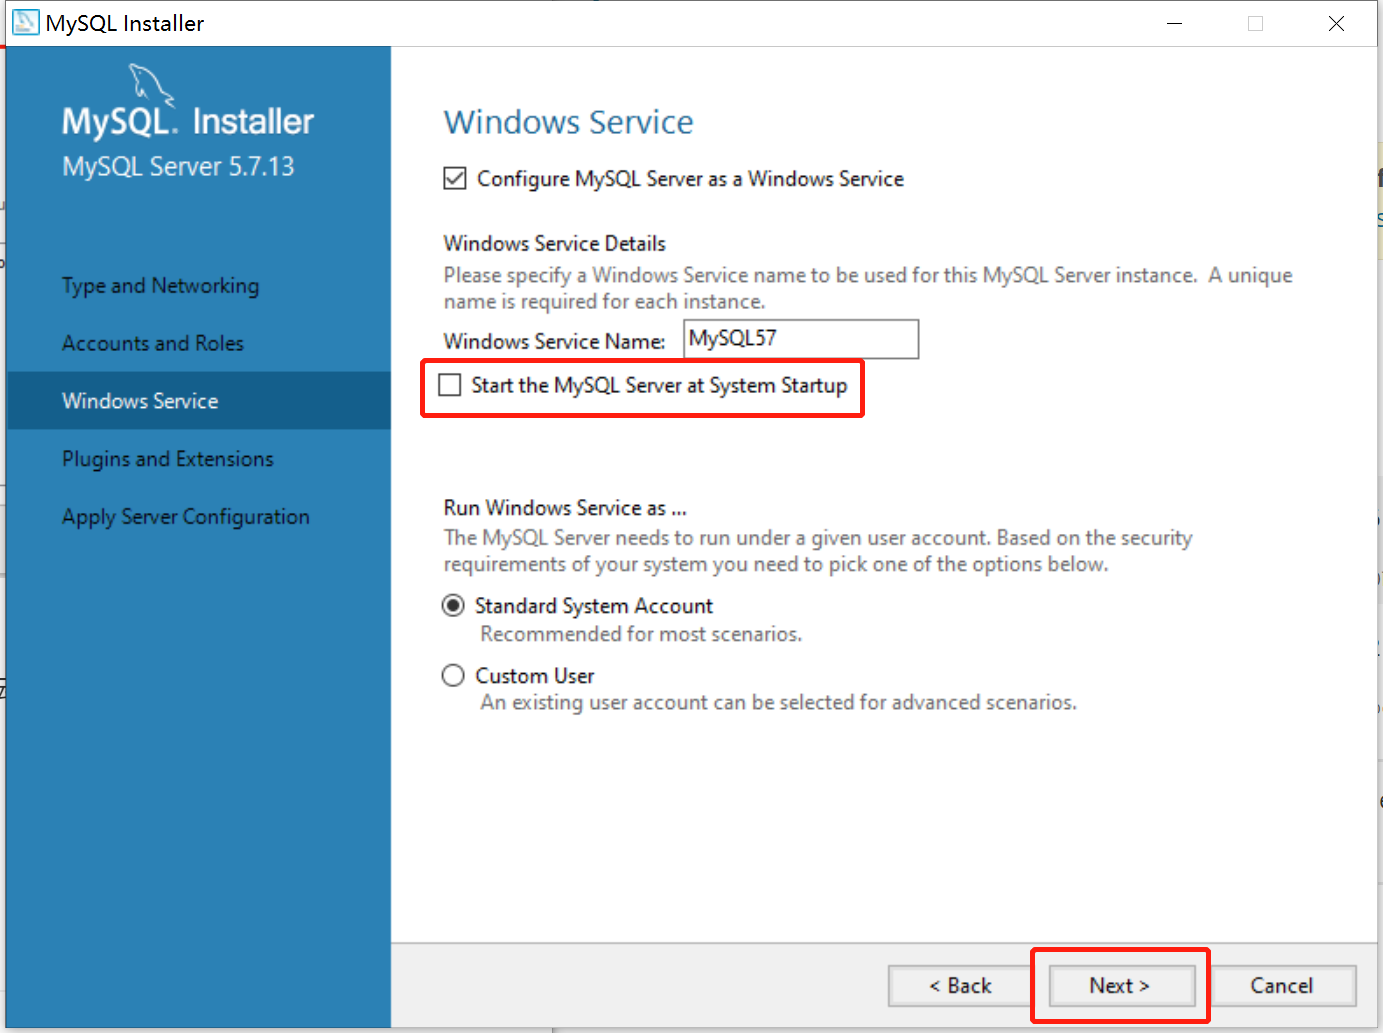 MySQL Installer
MySQL. Installer
MySQL Server 5.7.13
Type and Networking
Accounts and Roles
Windows Service
Plugins and Extensions
Apply Server Configuration
Windows Service
Configure MySQL Server as a Windows Service
Windows Service Details
Please specify a Windows Service name to be used for this MySQL Server instance.  A unique
name is required for each instance.
Windows Service Name: MySQL57
Start the MySQL Server at System Startup
Run Windows Service as ...
The MySQL Server needs to run under a given user account. Based on the security
requirements of your system you need to pick one of the options below.
Standard System Account
Recommended for most scenarios.
Custom User
An existing user account can be selected for advanced scenarios.
< Back
Next >
Cancel